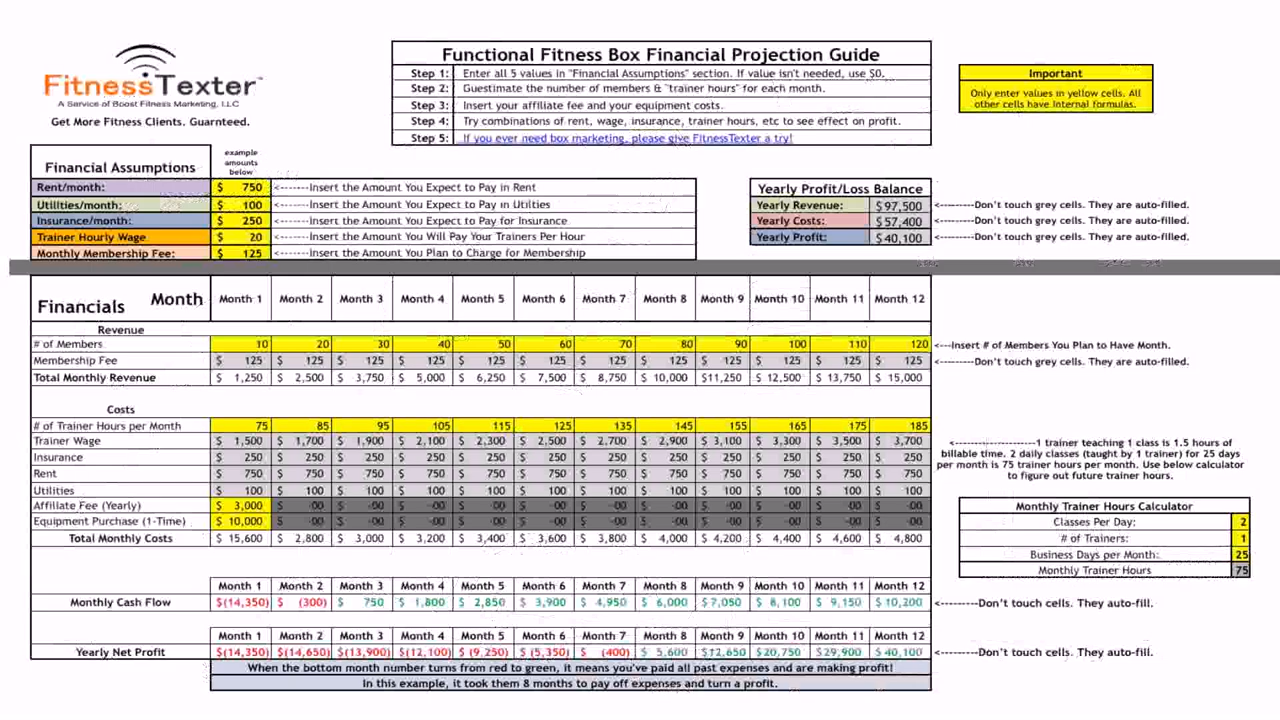 Functional Fitness Box Financial Projection Guide
Step 1: Enter all 5 values in "Financial Assumptions" section. If value isn't needed, use $0.
Step 2: Guestimate the number of members & "trainer hours" for each month.
Step 3: Insert your affiliate fee and your equipment costs.
Step 4: Try combinations of rent, wage, insurance, trainer hours, etc to see effect on profit.
Step 5: If you ever need box marketing, please give FitnessTexter a try!
FitnessTexter™
A Service of Boost Fitness Marketing, LLC
Get More Fitness Clients. Guarnteed.
Important
Only enter values in yellow cells. All
other cells have internal formulas.
Financial Assumptions
example
amounts
below
Rent/month: $ 750 <-------Insert the Amount You Expect to Pay in Rent
Utilities/month: $ 100 <-------Insert the Amount You Expect to Pay in Utilties
Insurance/month: $ 250 <-------Insert the Amount You Expect to Pay for Insurance
Trainer Hourly Wage $ 20 <-------Insert the Amount You Will Pay Your Trainers Per Hour
Monthly Membership Fee: $ 125 <-------Insert the Amount You Plan to Charge for Membership
Yearly Profit/Loss Balance
Yearly Revenue: $97,500 <---------Don't touch grey cells. They are auto-filled.
Yearly Costs: $57,400 <---------Don't touch grey cells. They are auto-filled.
Yearly Profit: $40,100 <---------Don't touch grey cells. They are auto-filled.
Financials Month Month 1 Month 2 Month 3 Month 4 Month 5 Month 6 Month 7 Month 8 Month 9 Month 10 Month 11 Month 12
Revenue
# of Members 10 20 30 40 50 60 70 80 90 100 110 120 <---Insert # of Members You Plan to Have Month.
Membership Fee $ 125 $ 125 $ 125 $ 125 $ 125 $ 125 $ 125 $ 125 $ 125 $ 125 $ 125 $ 125 <---------Don't touch grey cells. They are auto-filled.
Total Monthly Revenue $ 1,250 $ 2,500 $ 3,750 $ 5,000 $ 6,250 $ 7,500 $ 8,750 $ 10,000 $11,250 $ 12,500 $ 13,750 $ 15,000
Costs
# of Trainer Hours per Month 75 85 95 105 115 125 135 145 155 165 175 185
Trainer Wage $ 1,500 $ 1,700 $ 1,900 $ 2,100 $ 2,300 $ 2,500 $ 2,700 $ 2,900 $ 3,100 $ 3,300 $ 3,500 $ 3,700
Insurance $ 250 $ 250 $ 250 $ 250 $ 250 $ 250 $ 250 $ 250 $ 250 $ 250 $ 250 $ 250
Rent $ 750 $ 750 $ 750 $ 750 $ 750 $ 750 $ 750 $ 750 $ 750 $ 750 $ 750 $ 750
Utilities $ 100 $ 100 $ 100 $ 100 $ 100 $ 100 $ 100 $ 100 $ 100 $ 100 $ 100 $ 100
Affiliate Fee (Yearly) $ 3,000 $ -00 $ -00 $ -00 $ -00 $ -00 $ -00 $ -00 $ -00 $ -00 $ -00 $ -00
Equipment Purchase (1-Time) $ 10,000 $ -00 $ -00 $ -00 $ -00 $ -00 $ -00 $ -00 $ -00 $ -00 $ -00 $ -00
Total Monthly Costs $ 15,600 $ 2,800 $ 3,000 $ 3,200 $ 3,400 $ 3,600 $ 3,800 $ 4,000 $ 4,200 $ 4,400 $ 4,600 $ 4,800
<--------------------1 trainer teaching 1 class is 1.5 hours of
billable time. 2 daily classes (taught by 1 trainer) for 25 days
per month is 75 trainer hours per month. Use below calculator
to figure out future trainer hours.
Monthly Trainer Hours Calculator
Classes Per Day: 2
# of Trainers: 1
Business Days per Month: 25
Monthly Trainer Hours 75
Month 1 Month 2 Month 3 Month 4 Month 5 Month 6 Month 7 Month 8 Month 9 Month 10 Month 11 Month 12
Monthly Cash Flow $(14,350) $ (300) $ 750 $ 1,800 $ 2,850 $ 3,900 $ 4,950 $ 6,000 $7,050 $ 8,100 $ 9,150 $ 10,200 <---------Don't touch cells. They auto-fill.
Month 1 Month 2 Month 3 Month 4 Month 5 Month 6 Month 7 Month 8 Month 9 Month 10 Month 11 Month 12
Yearly Net Profit $(14,350) $(14,650) $(13,900) $(12,100) $ (9,250) $ (5,350) $ (400) $ 5,600 $12,650 $20,750 $29,900 $ 40,100 <---------Don't touch cells. They auto-fill.
When the bottom month number turns from red to green, it means you've paid all past expenses and are making profit!
In this example, it took them 8 months to pay off expenses and turn a profit.